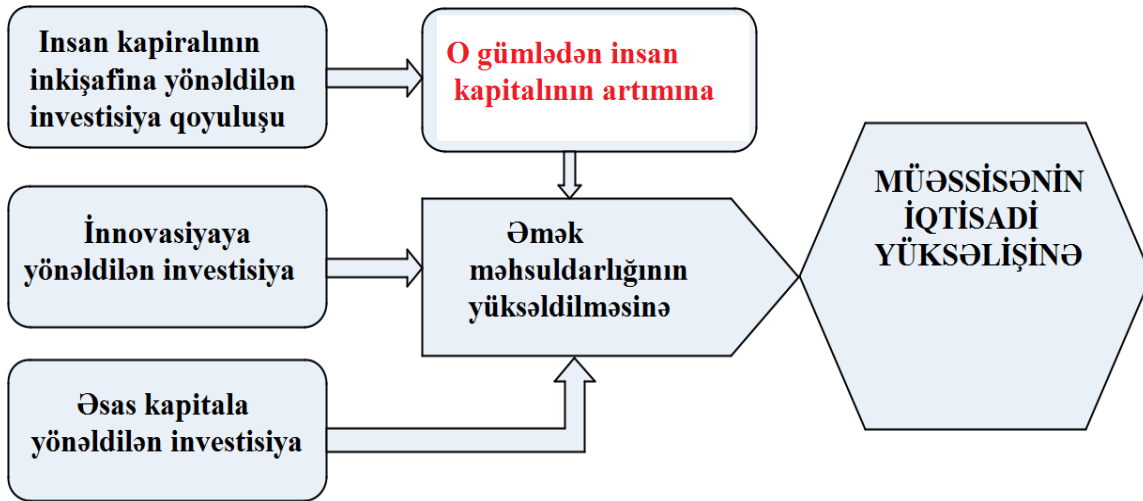 Insan kapiralının
inkişafina yönəldilən
investisiya qoyuluşu
O gümlədən insan
kapitalının artımına
İnnovasiyaya
yönəldilən investisiya
Əmək
məhsuldarlığının
yüksəldilməsinə
MÜƏSSİSƏNİN
İQTİSADİ
YÜKSƏLİŞİNƏ
Əsas kapitala
yönəldilən investisiya